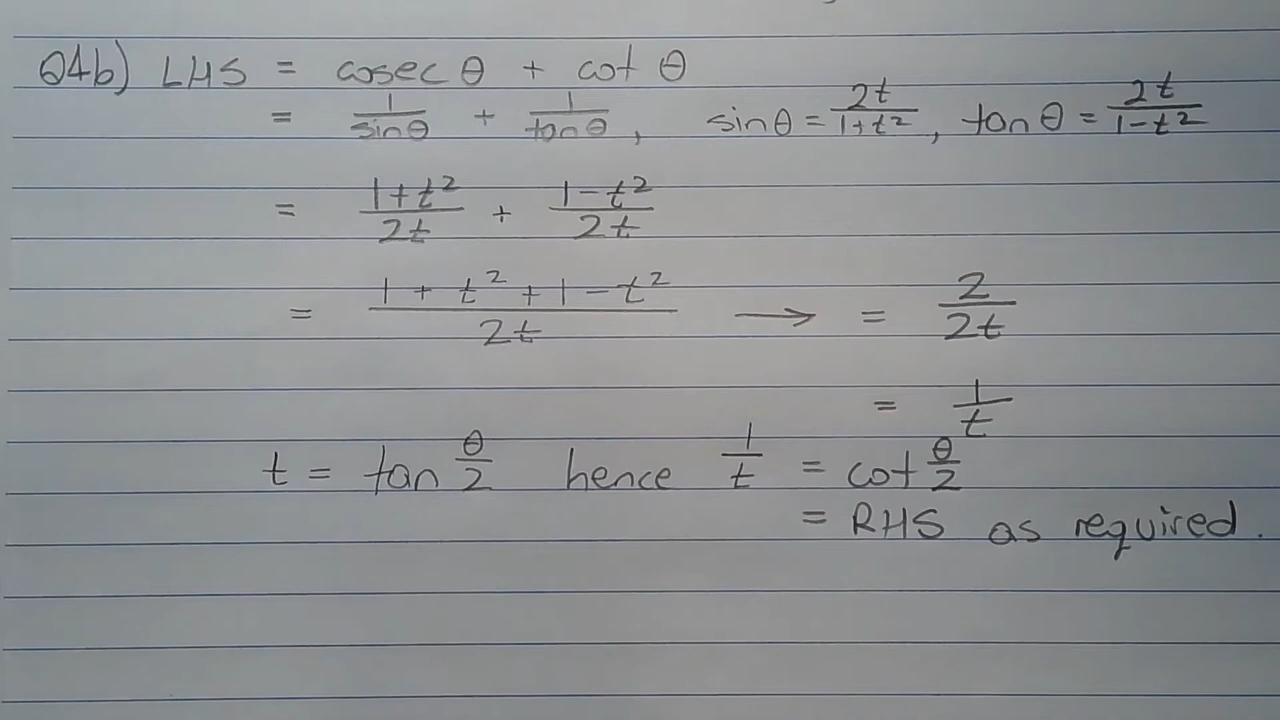 Q4b) LHS = cosec θ + cot θ
= 1/sinθ + 1/tanθ, sinθ = 2t/1+t², tanθ = 2t/1-t²
= 1+t²/2t + 1-t²/2t
= 1+t²+1-t²/2t → = 2/2t
= 1/t
t = tan θ/2 hence 1/t = cot θ/2
= RHS as required.